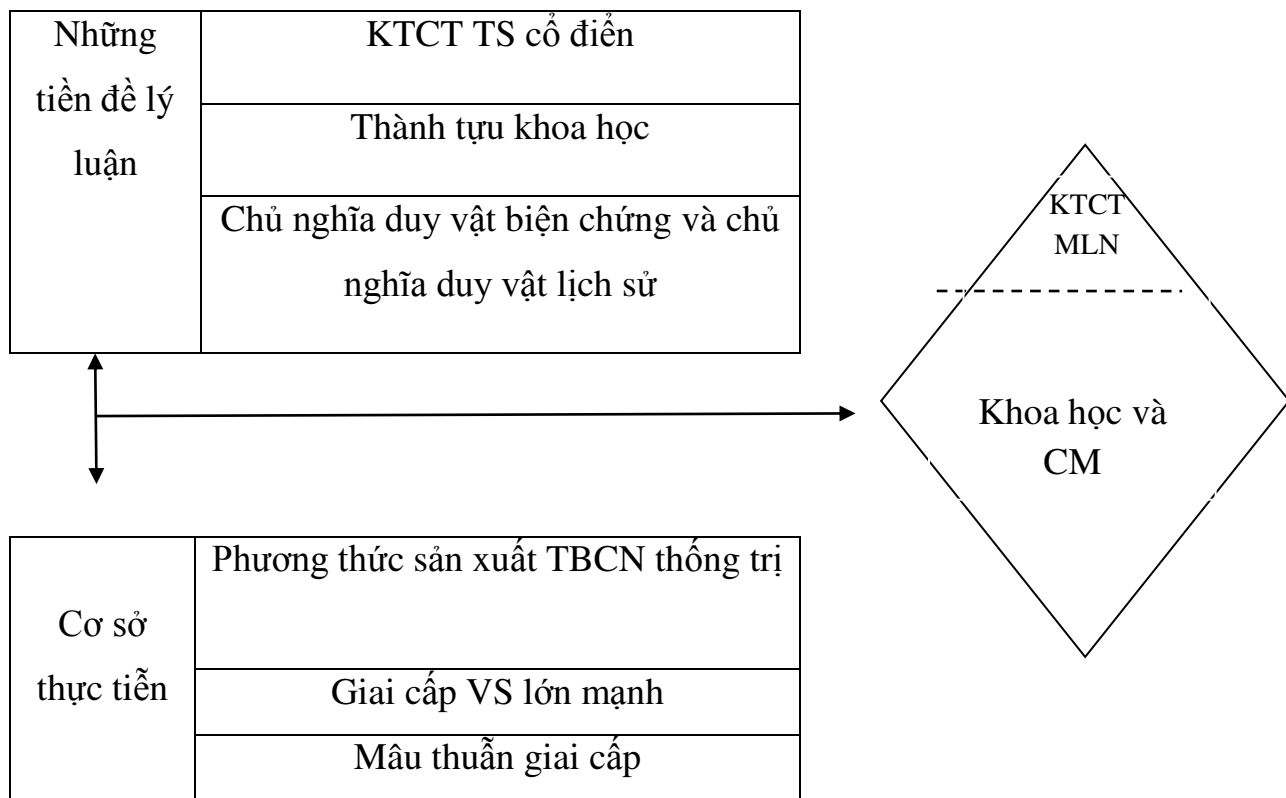 Những
tiền đề lý
luận
KTCT TS cổ điển
Thành tựu khoa học
Chủ nghĩa duy vật biện chứng và chủ
nghĩa duy vật lịch sử
KTCT
MLN
Khoa học và
CM
Cơ sở
thực tiễn
Phương thức sản xuất TBCN thống trị
Giai cấp VS lớn mạnh
Mâu thuẫn giai cấp